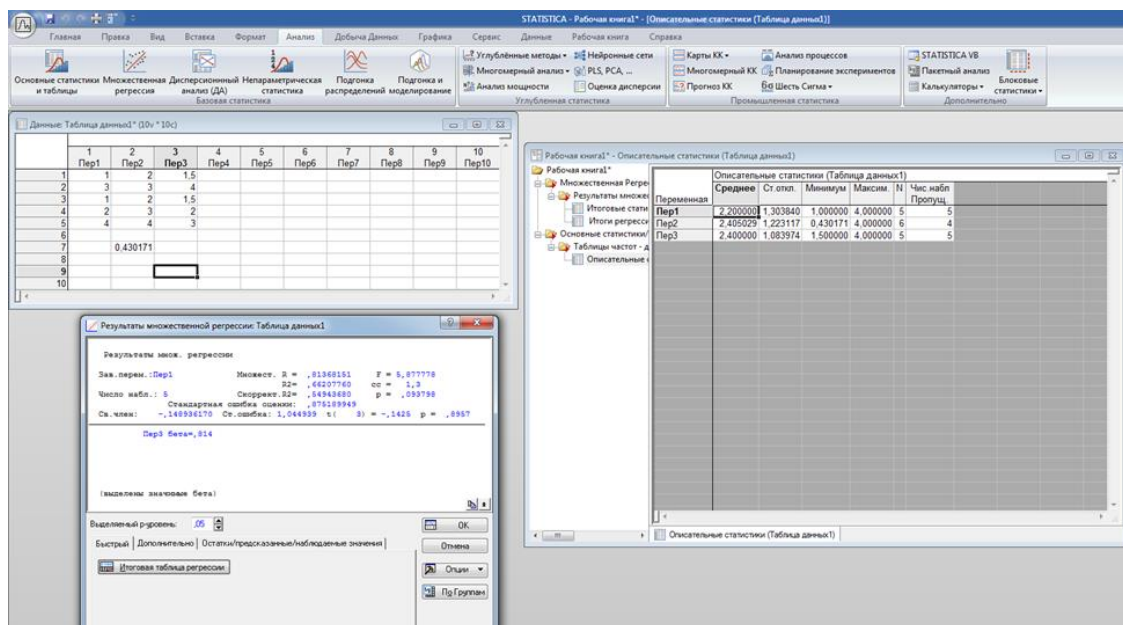 STATISTICA - Рабочая книга1* - [Описательные статистики (Таблица данных1)]
Главная Правка Вид Вставка Формат Анализ Добыча Данных Графика Сервис Данные Рабочая книга Справка
Основные статистики и таблицы
Множественная регрессия
Дисперсионный анализ (ДА)
Непараметрическая статистика
Подгонка распределений
Подгонка и моделирование
Базовая статистика
Углублённые методы Нейронные сети
Многомерный анализ PLS, PCA, ...
Анализ мощности Оценка дисперсии
Углубленная статистика
Карты КК Анализ процессов
Многомерный КК Планирование экспериментов
Прогноз КК Шесть Сигма
Промышленная статистика
STATISTICA VB
Пакетный анализ
Калькуляторы
Блоковые статистики
Дополнительно
Данные: Таблица данных1* (10v * 10c)
1 2 3 4 5 6 7 8 9 10
Пер1 Пер2 Пер3 Пер4 Пер5 Пер6 Пер7 Пер8 Пер9 Пер10
1 1 2 1,5
2 3 3 4
3 1 2 1,5
4 2 3 2
5 4 4 3
6
7 0,430171
8
9
10
Рабочая книга1* - Описательные статистики (Таблица данных1)
Рабочая книга1*
Множественная Регре
Результаты множе
Итоговые стати
Итоги регресси
Основные статистики/
Таблицы частот - д
Описательные
Описательные статистики (Таблица данных1)
Переменная Среднее Ст.откл. Минимум Максим. N Чис.набл Пропущ.
Пер1 2,200000 1,303840 1,000000 4,000000 5 5
Пер2 2,405029 1,223117 0,430171 4,000000 6 4
Пер3 2,400000 1,083974 1,500000 4,000000 5 5
Описательные статистики (Таблица данных1)
Результаты множественной регрессии: Таблица данных1
Результаты множ. регрессии
Зав.перем.:Пер1 Множест. R = ,81368151 F = 5,877778
R2= ,66207760 сс = 1,3
Число набл.: 5 Скоррект.R2= ,54943680 p = ,093798
Стандартная ошибка оценки: ,875189949
Св.член: -,148936170 Ст.ошибка: 1,044939 t( 3) = -,1425 p = ,8957
Пер3 бета=,814
(выделены значимые бета)
Выделяемый p-уровень: ,05
OK
Быстрый Дополнительно Остатки/предсказанные/наблюдаемые значения
Отмена
Итоговая таблица регрессии
Опции
По Группам